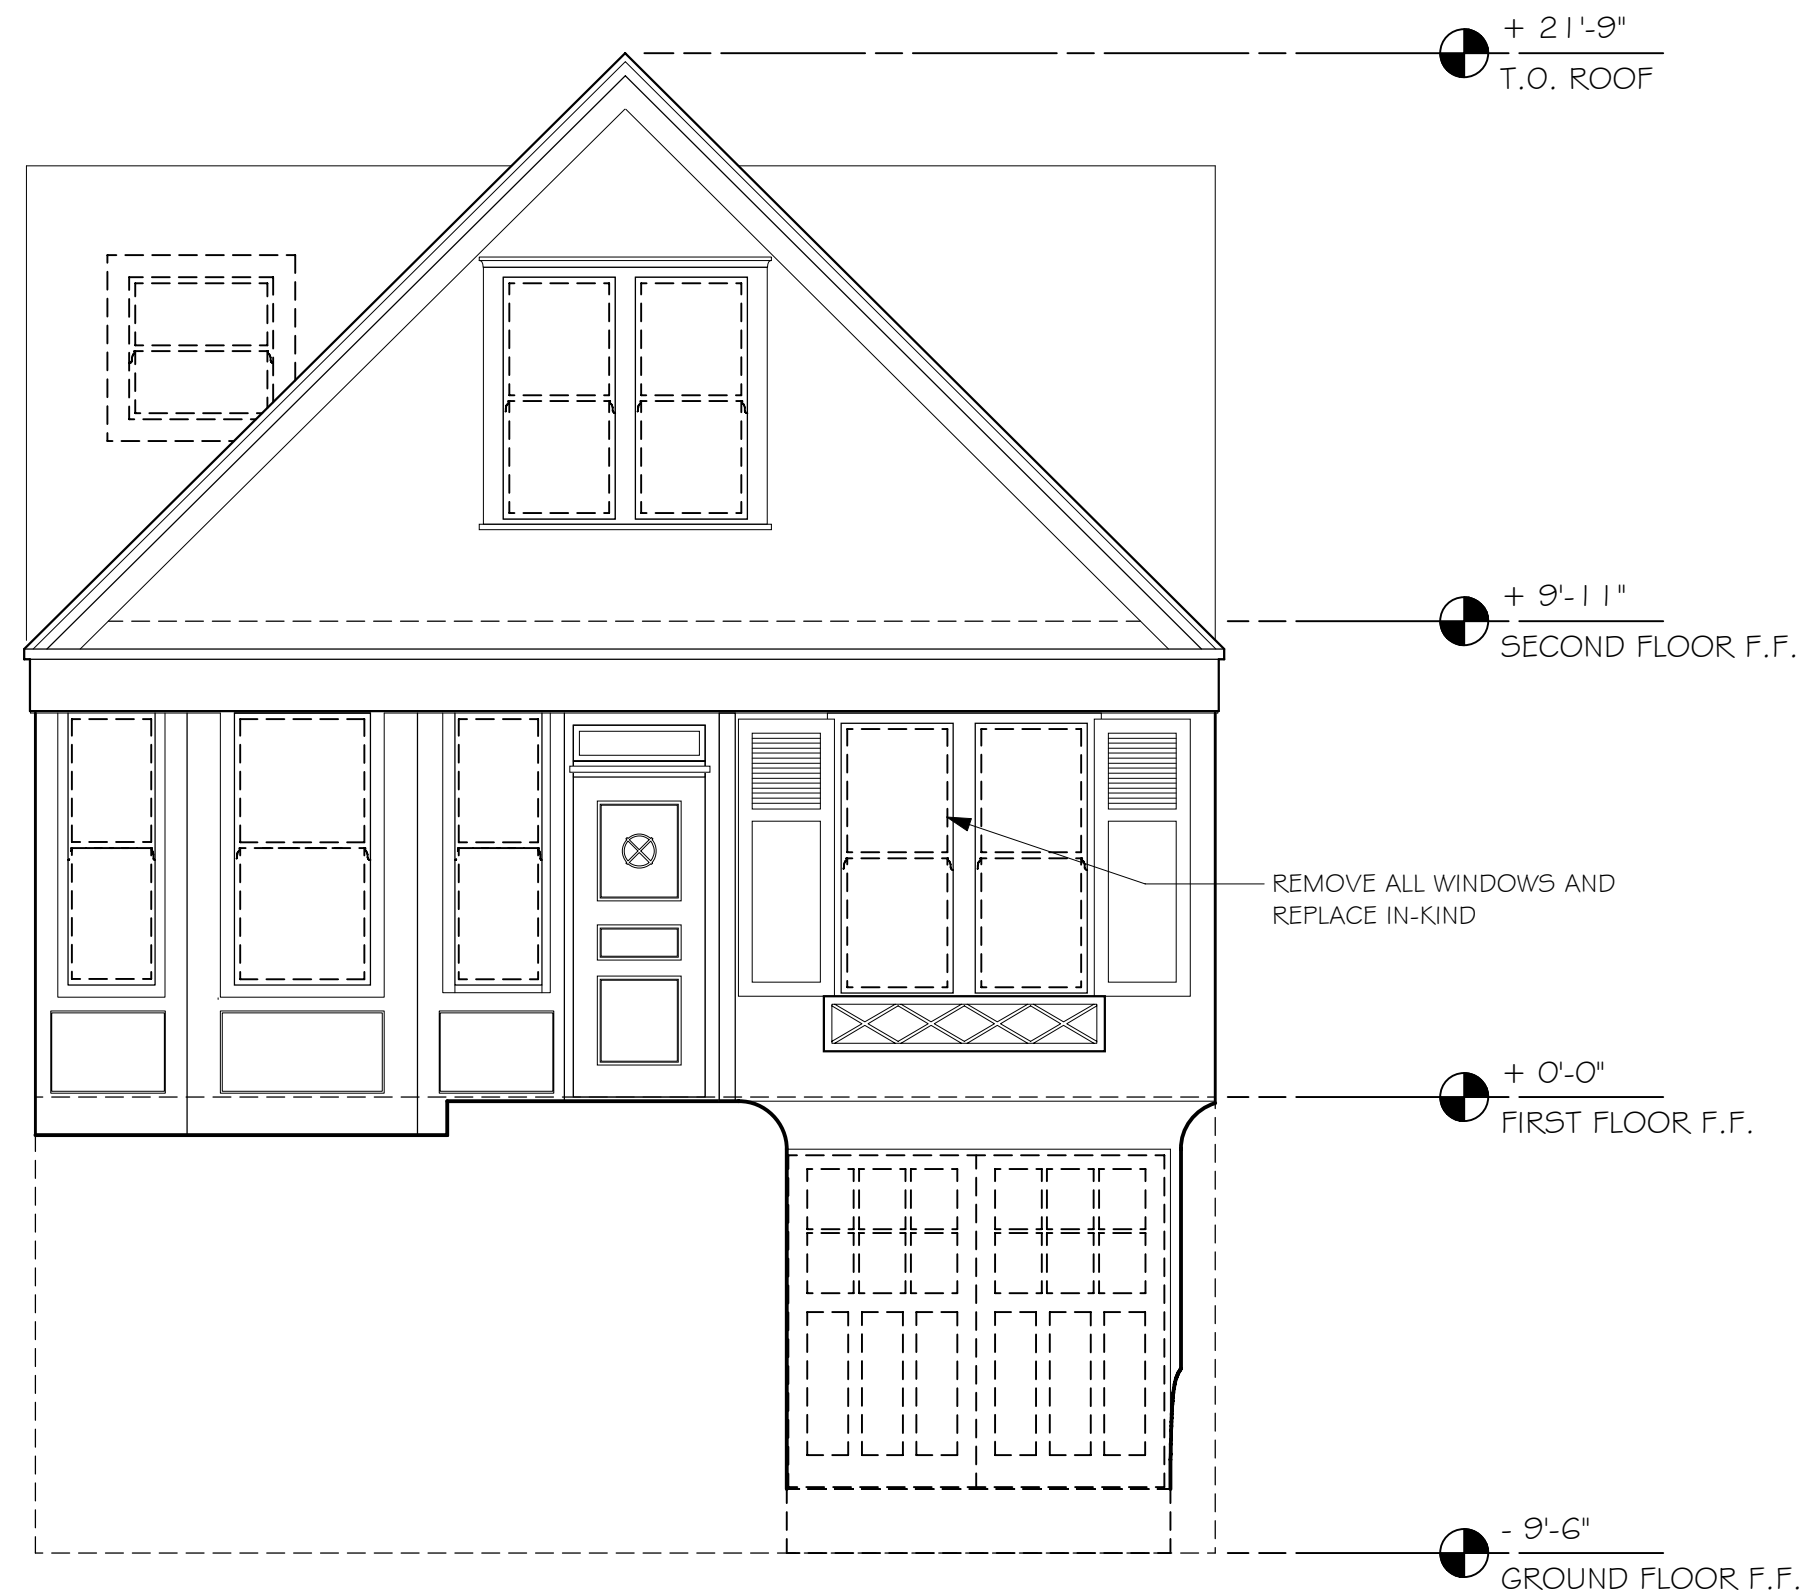 + 21'-9"
T.O. ROOF
+ 9'-11"
SECOND FLOOR F.F.
REMOVE ALL WINDOWS AND
REPLACE IN-KIND
+ 0'-0"
FIRST FLOOR F.F.
- 9'-6"
GROUND FLOOR F.F.